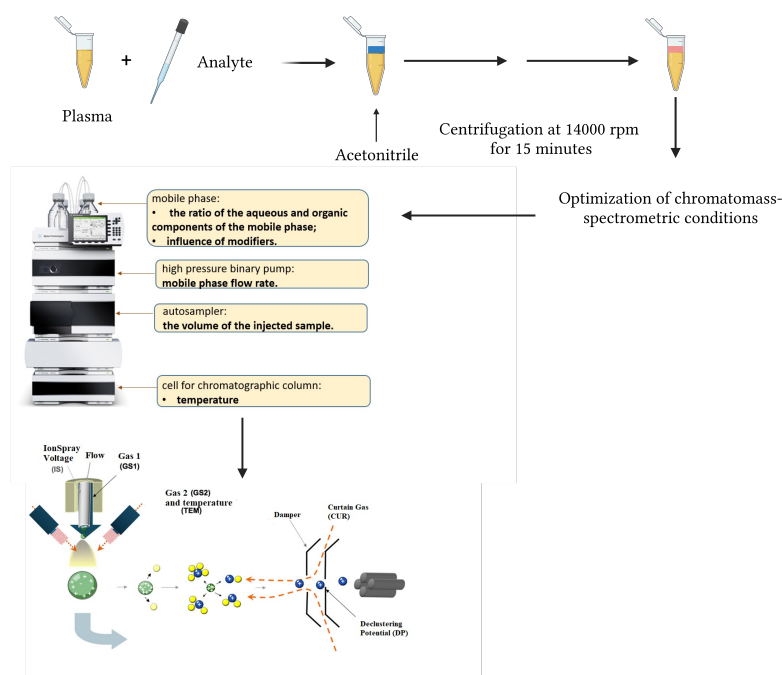 Plasma
+
Analyte
Acetonitrile
Centrifugation at 14000 rpm
for 15 minutes
Optimization of chromatomass-
spectrometric conditions
mobile phase:
• the ratio of the aqueous and organic
components of the mobile phase;
• influence of modifiers.
high pressure binary pump:
mobile phase flow rate.
autosampler:
the volume of the injected sample.
cell for chromatographic column:
• temperature
IonSpray
Voltage
(IS)
Flow
Gas 1
(GS1)
Gas 2 (GS2)
and temperature
(TEM)
Damper
Curtain Gas
(CUR)
Declustering
Potential (DP)